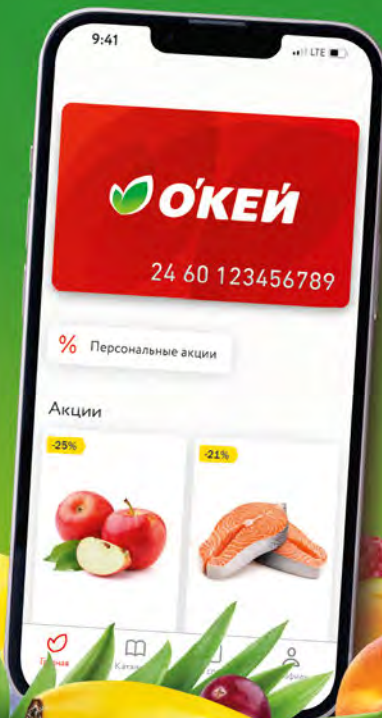 9:41
LTE
О'КЕЙ
24 60 123456789
% Персональные акции
Акции
-25%
-21%